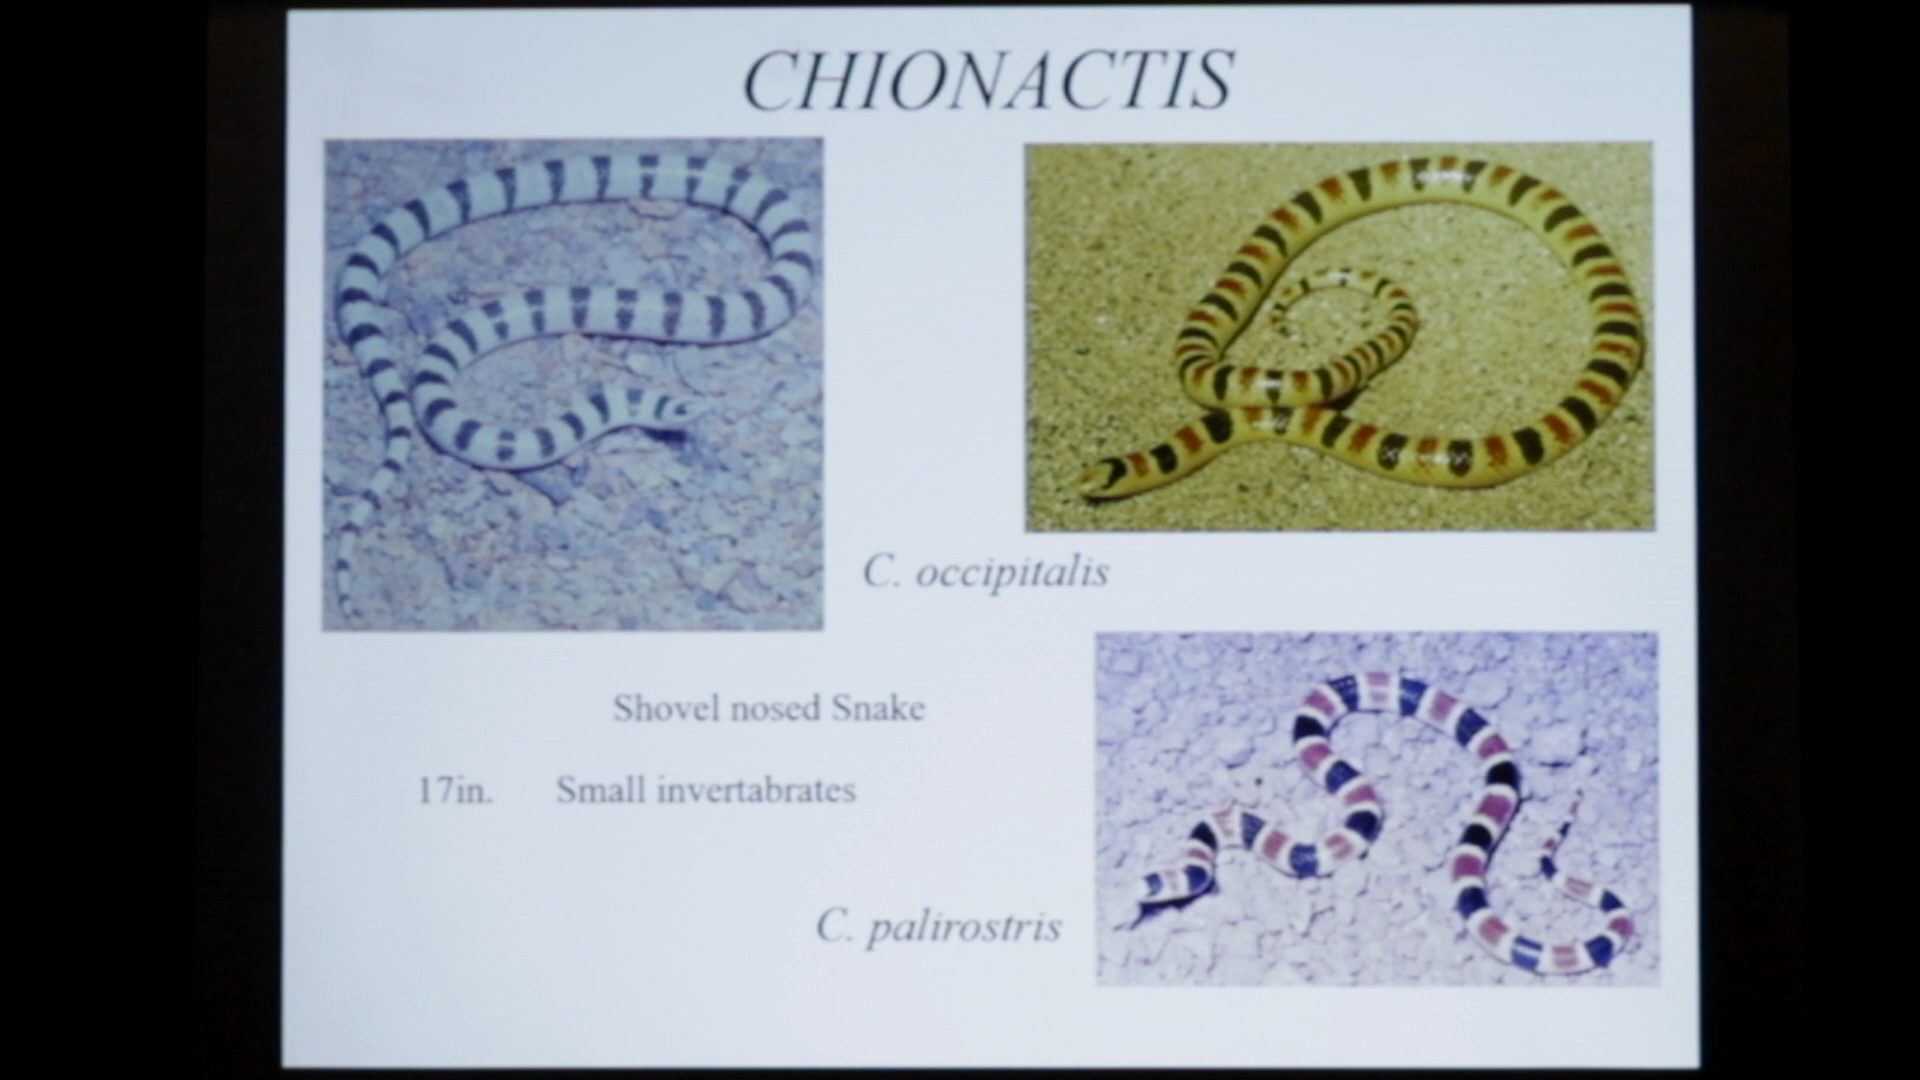 CHIONACTIS
C. occipitalis
Shovel nosed Snake
17in. Small invertabrates
C. palirostris